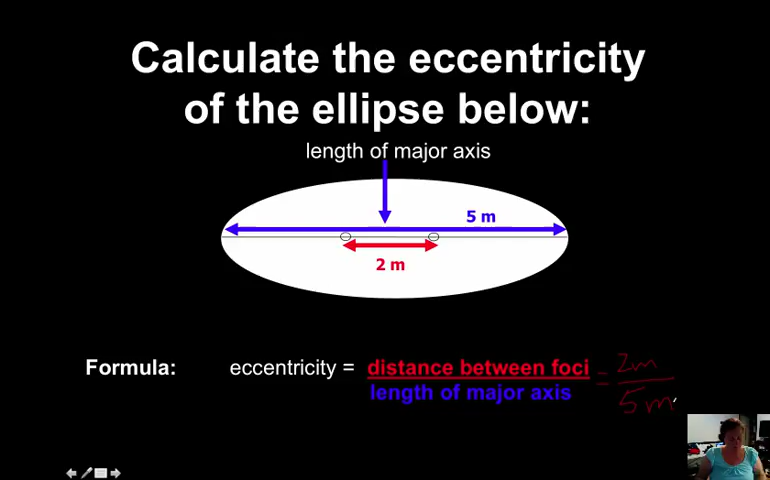 Calculate the eccentricity
of the ellipse below:
length of major axis
5 m
2 m
Formula: eccentricity = distance between foci = 2m
length of major axis 5m